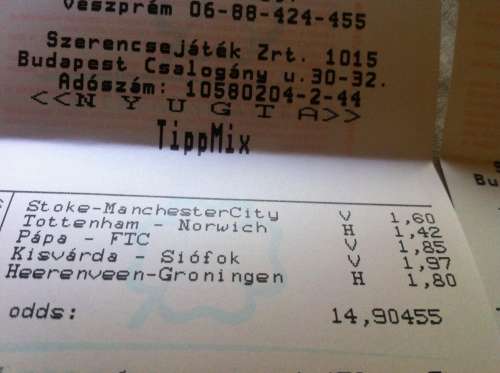 Veszprém 06-88-424-455
Szerencsejáték Zrt. 1015
Budapest Csalogány u.30-32.
Adószám: 10580204-2-44
<<N Y U G T A>>
TippMix
Stoke-ManchesterCity V 1,60
Tottenham - Norwich H 1,42
Pápa - FTC V 1,85
Kisvárda - Siófok V 1,97
Heerenveen-Groningen H 1,80
odds: 14,90455
Bu